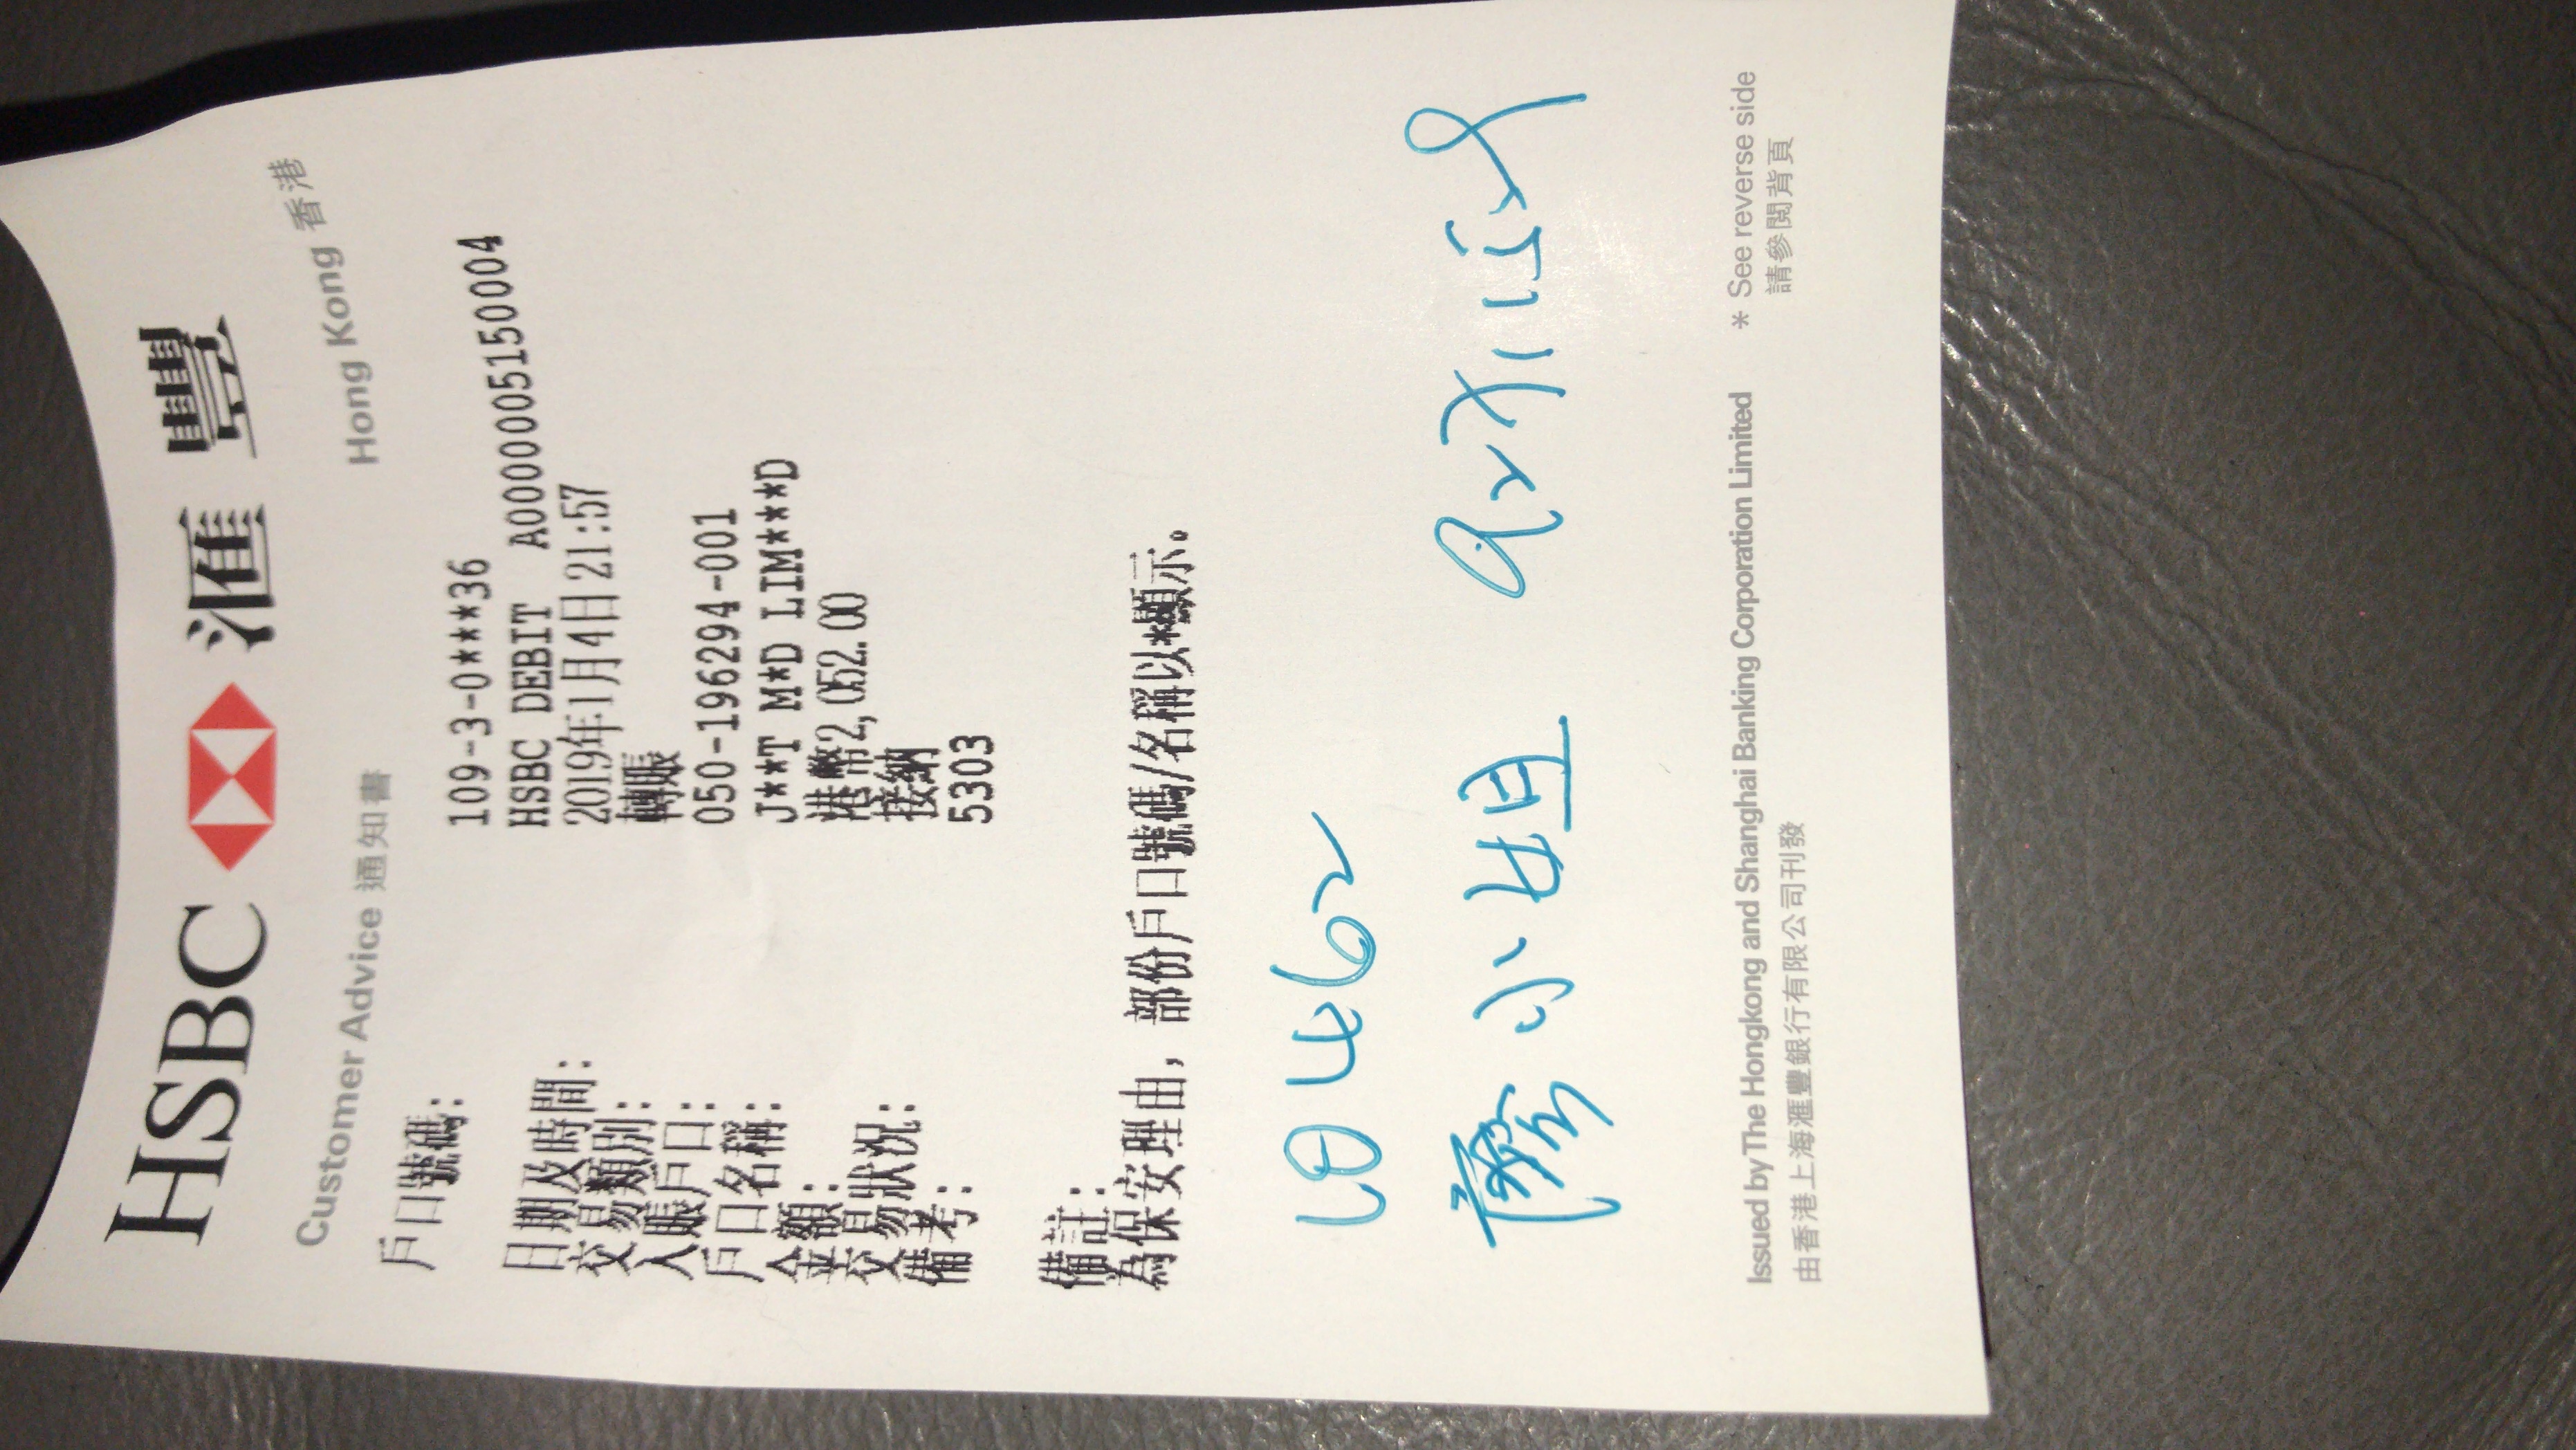 HSBC 滙豐
Customer Advice 通知書 Hong Kong 香港
戶口號碼: 109-3-0****36
HSBC DEBIT A0000005150004
日期及時間: 2019年1月4日 21:57
交易類別: 轉賬
入賬戶口: 050-196294-001
戶口名稱: J**T M*D LIM***D
金額: 港幣2,052.00
交易狀況: 接納
備考: 5303
備註:
為保安理由, 部份戶口號碼/名稱以*顯示。
10462
小姐
Issued by The Hongkong and Shanghai Banking Corporation Limited * See reverse side
由香港上海滙豐銀行有限公司刊發 請參閱背頁